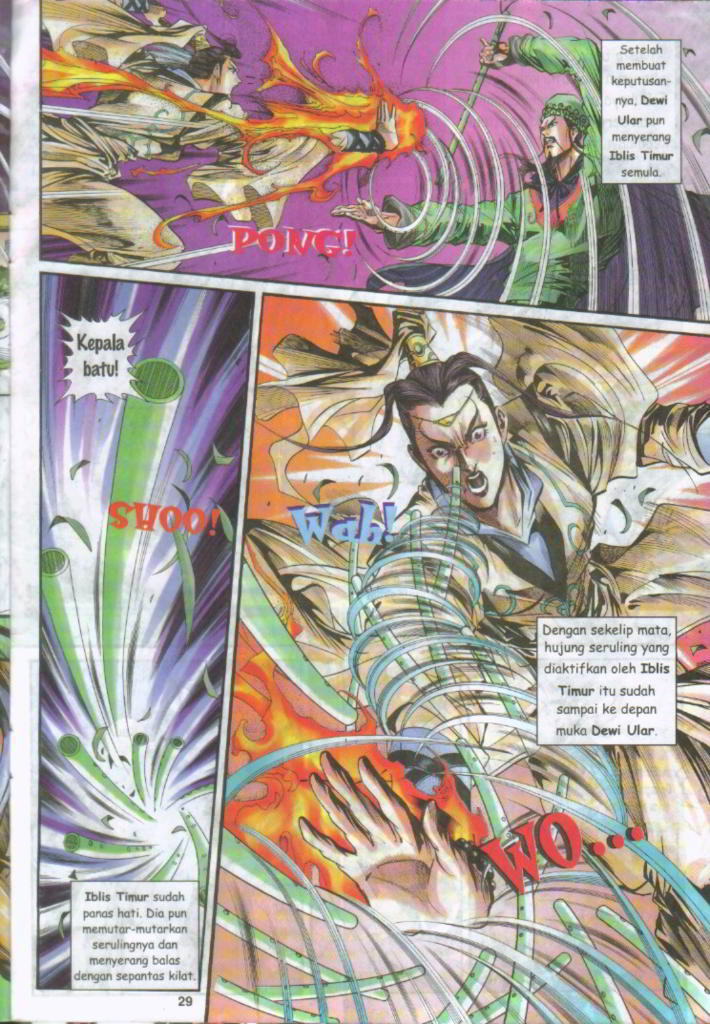 Setelah
membuat
keputusan-
nya, Dewi
Ular pun
menyerang
Iblis Timur
semula.
PONG!
Kepala
batu!
SHOO!
Wah!
Dengan sekelip mata,
hujung seruling yang
diaktifkan oleh Iblis
Timur itu sudah
sampai ke depan
muka Dewi Ular.
WO...
Iblis Timur sudah
panas hati. Dia pun
memutar-mutarkan
serulingnya dan
menyerang balas
dengan sepantas kilat.
29